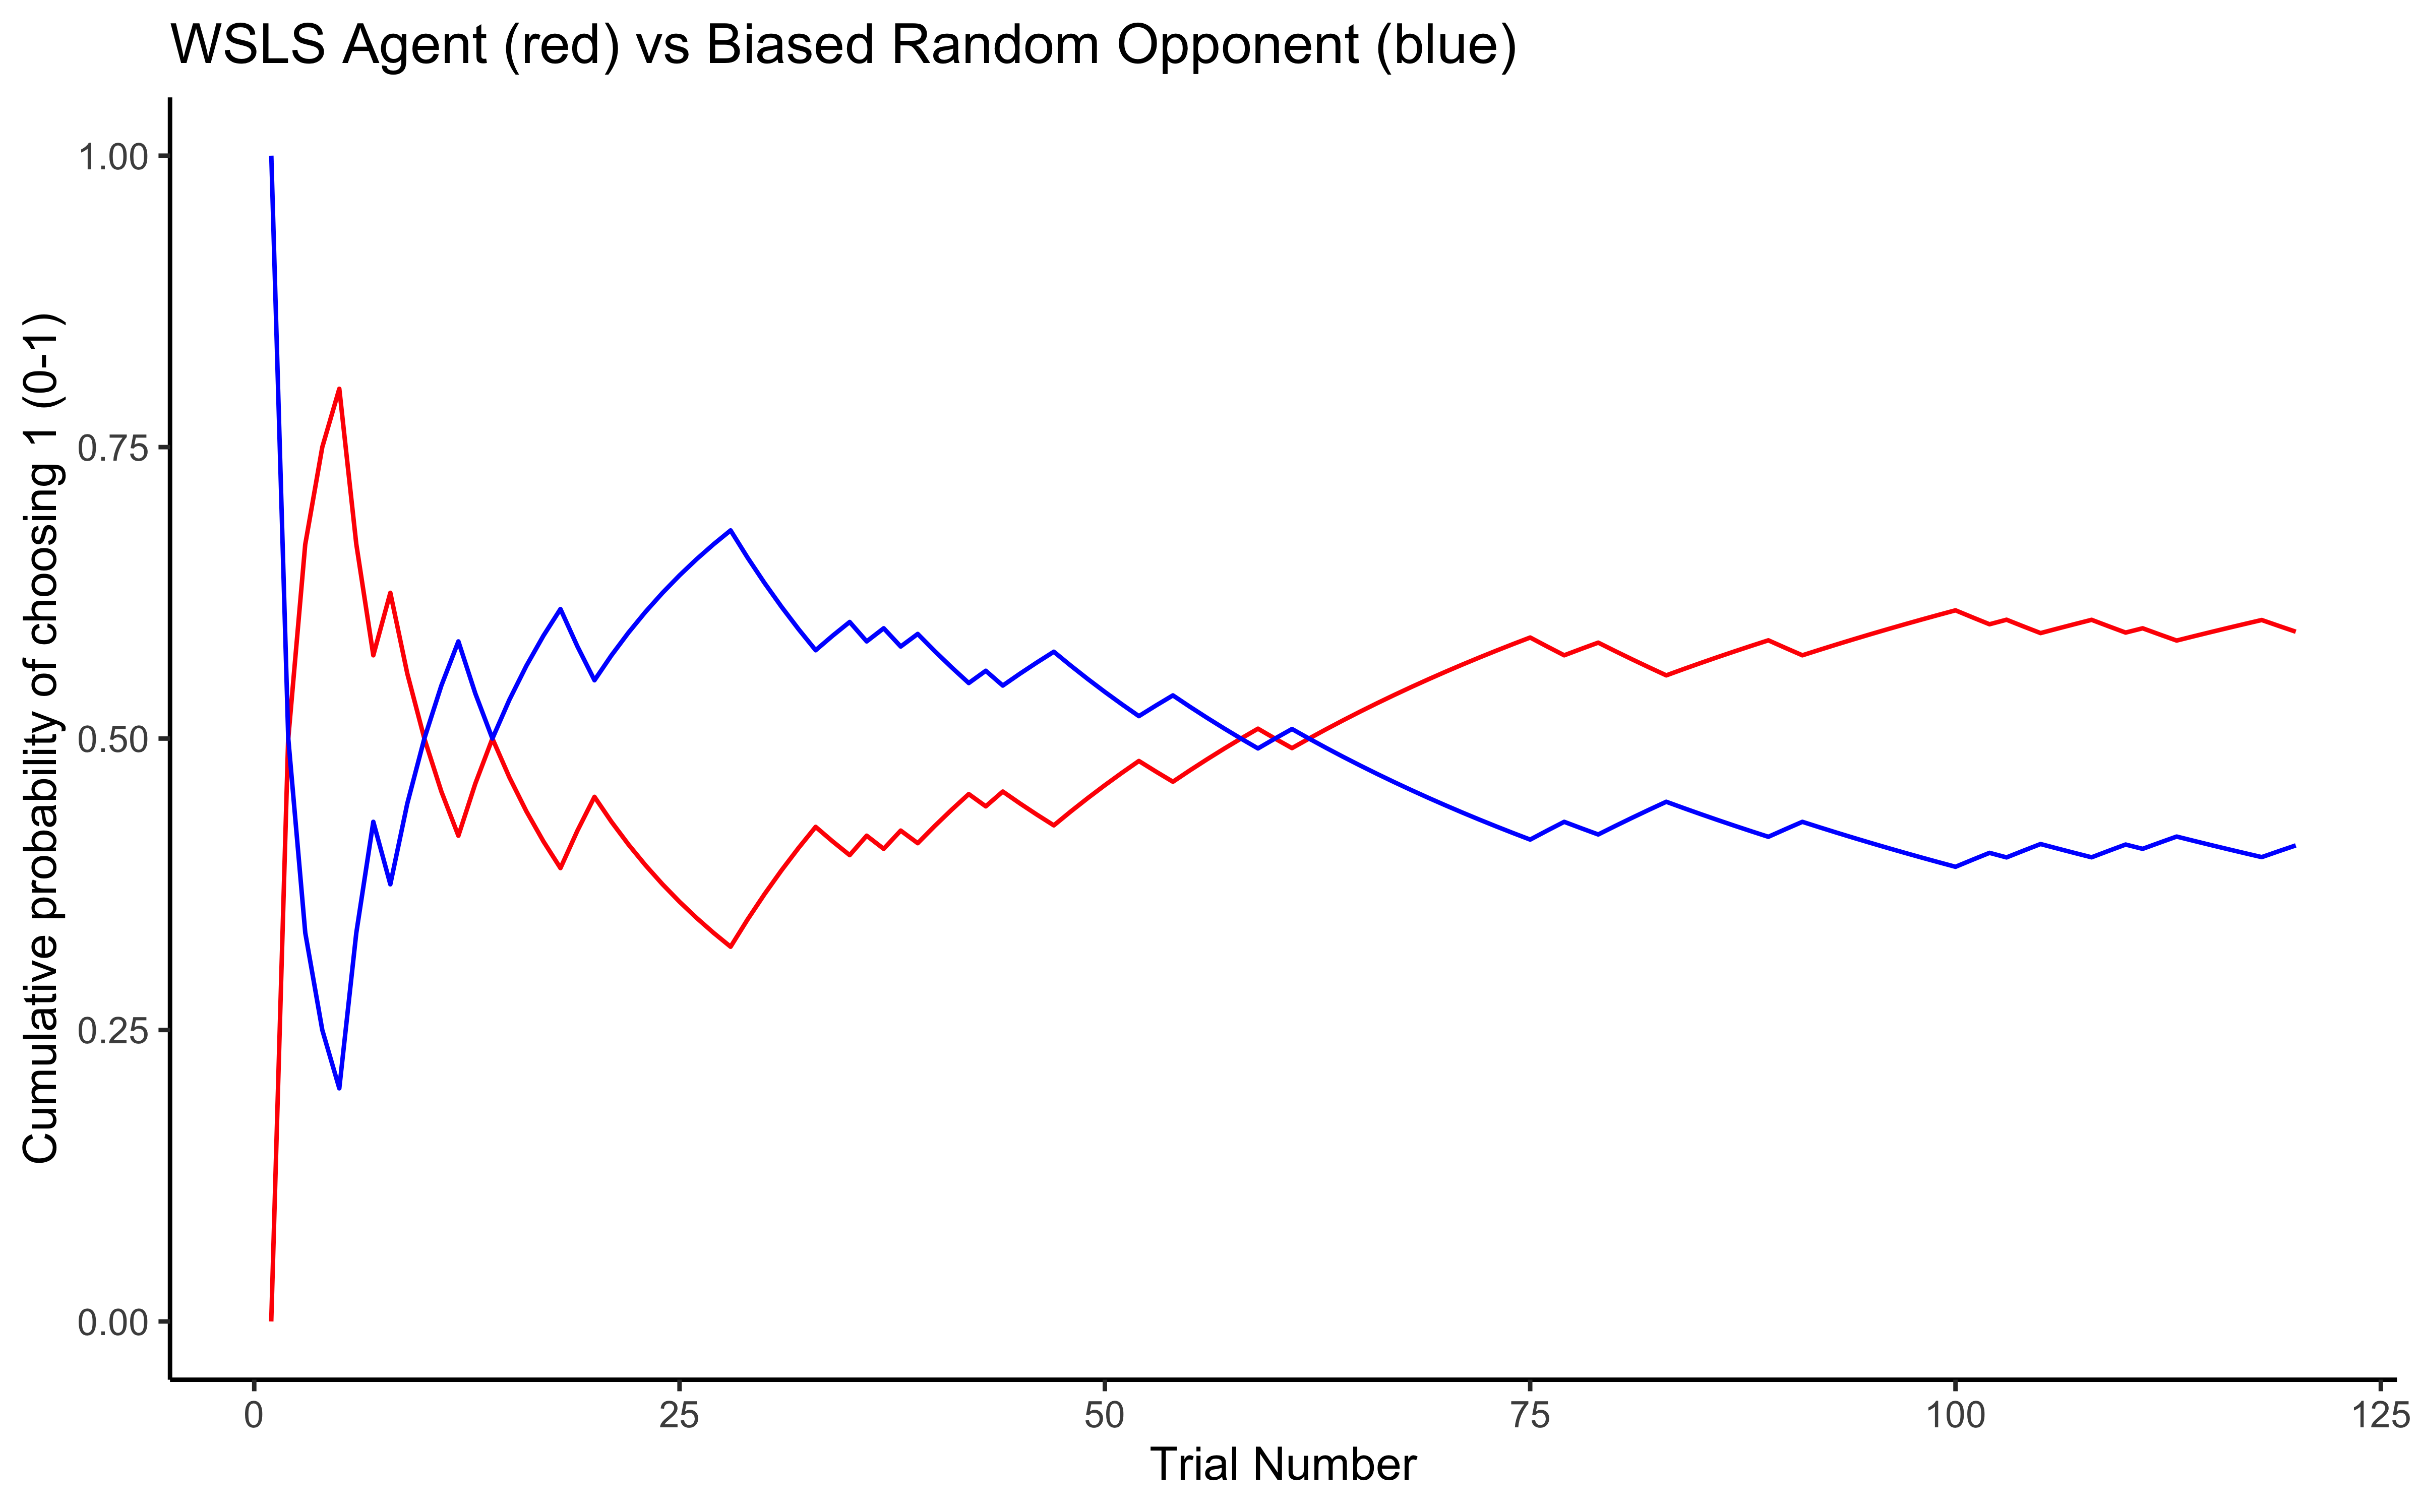 WSLS Agent (red) vs Biased Random Opponent (blue)
Cumulative probability of choosing 1 (0-1)
1.00
0.75
0.50
0.25
0.00
0 25 50 75 100 125
Trial Number